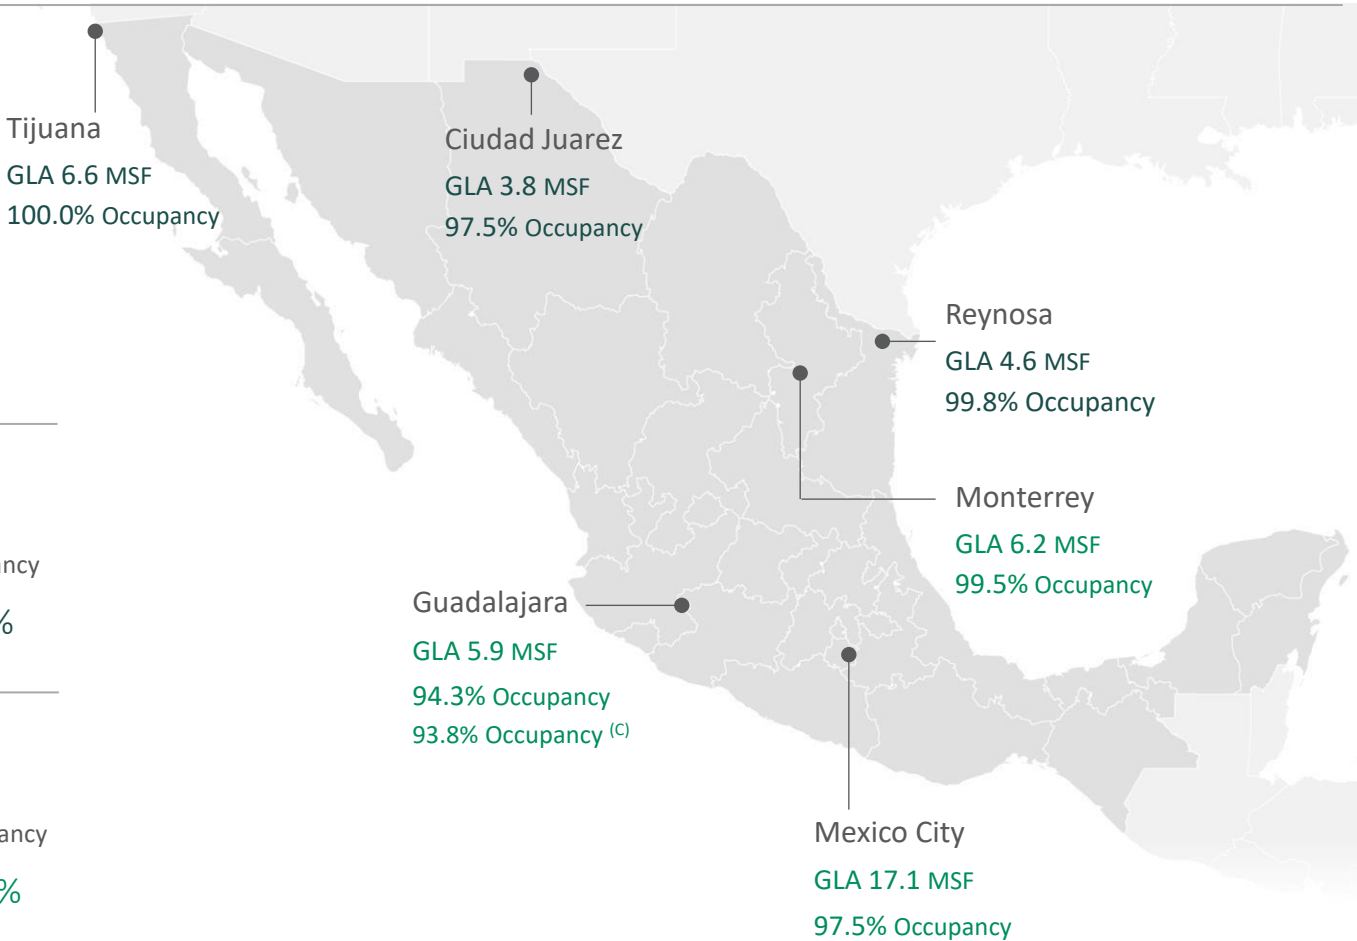 Tijuana
GLA 6.6 MSF
100.0% Occupancy
Ciudad Juarez
GLA 3.8 MSF
97.5% Occupancy
Reynosa
GLA 4.6 MSF
99.8% Occupancy
Monterrey
GLA 6.2 MSF
99.5% Occupancy
ancy
%
Guadalajara
GLA 5.9 MSF
94.3% Occupancy
93.8% Occupancy (C)
ancy
%
Mexico City
GLA 17.1 MSF
97.5% Occupancy